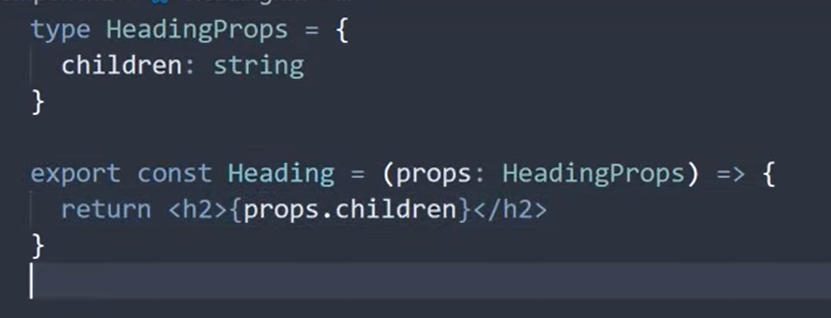 type HeadingProps = {
  children: string
}

export const Heading = (props: HeadingProps) => {
  return <h2>{props.children}</h2>
}